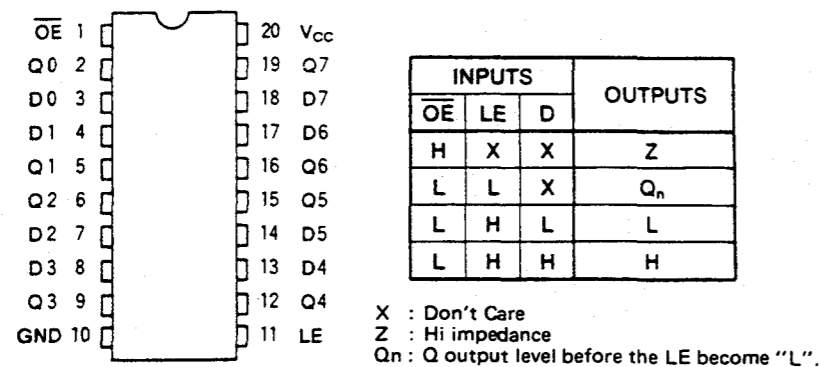 OE 1 20 VCC
Q0 2 19 Q7
D0 3 18 D7
D1 4 17 D6
Q1 5 16 Q6
Q2 6 15 Q5
D2 7 14 D5
D3 8 13 D4
Q3 9 12 Q4
GND 10 11 LE
INPUTS OUTPUTS
OE LE D
H X X Z
L L X Qn
L H L L
L H H H
X : Don't Care
Z : Hi impedance
Qn : Q output level before the LE become "L".